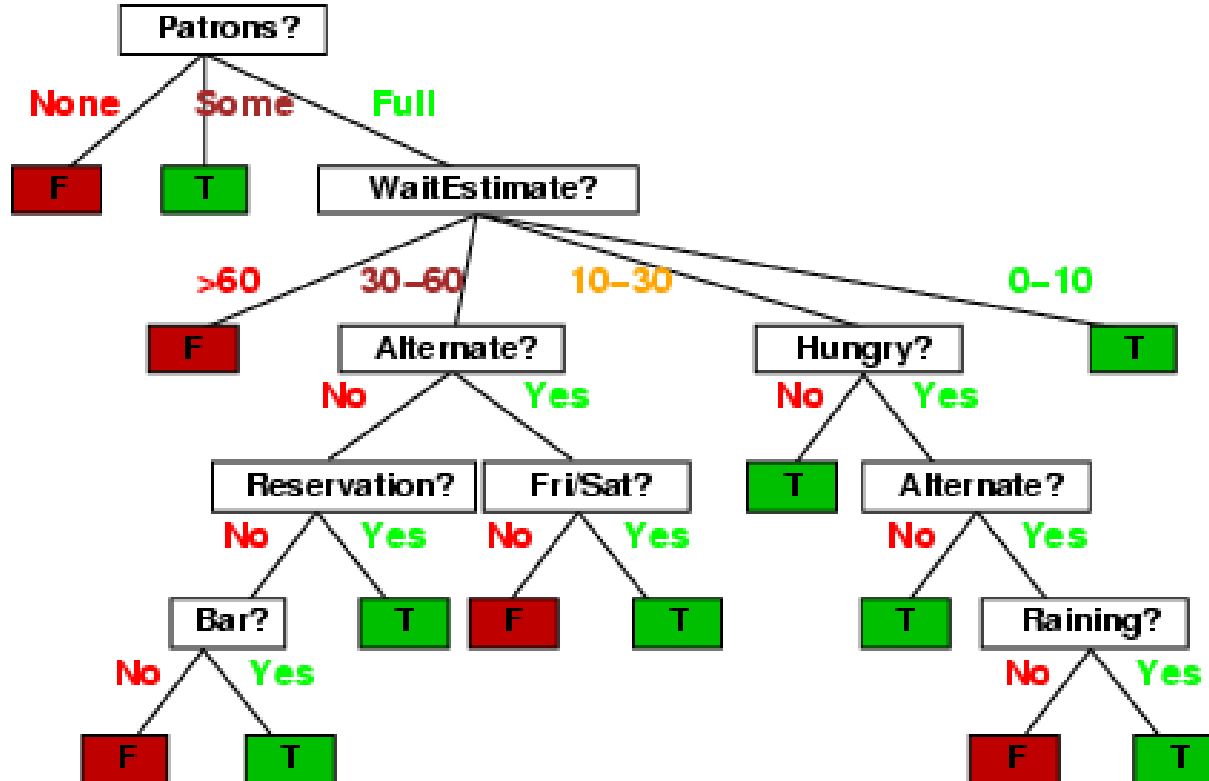 Patrons?
None Some Full
F T WaitEstimate?
>60 30–60 10–30 0–10
F Alternate? Hungry? T
No Yes No Yes
Reservation? Fri/Sat? T Alternate?
No Yes No Yes No Yes
Bar? T F T T Raining?
No Yes No Yes
F T F T